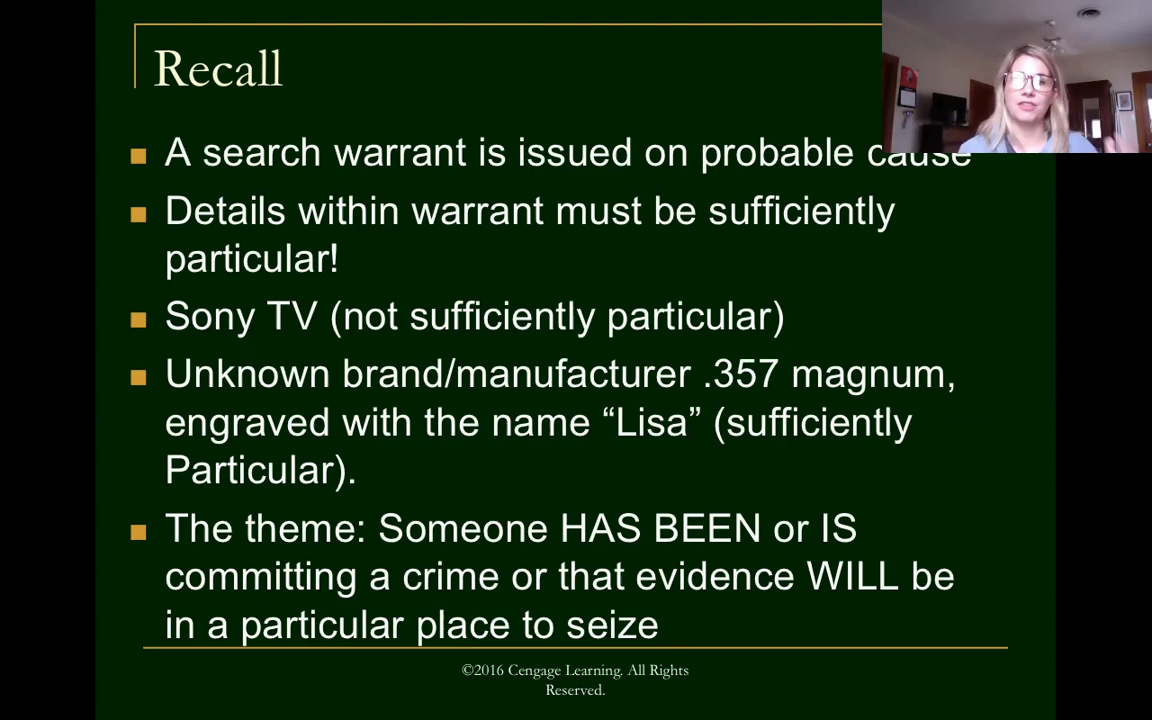 Recall
A search warrant is issued on probable cause
Details within warrant must be sufficiently
particular!
Sony TV (not sufficiently particular)
Unknown brand/manufacturer .357 magnum,
engraved with the name “Lisa” (sufficiently
Particular).
The theme: Someone HAS BEEN or IS
committing a crime or that evidence WILL be
in a particular place to seize
©2016 Cengage Learning. All Rights
Reserved.